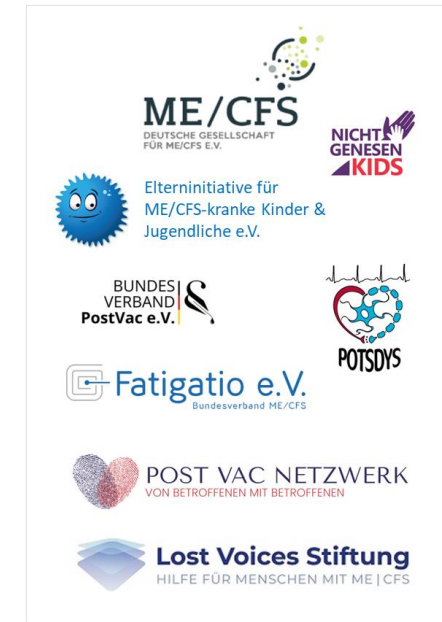 ME/CFS
DEUTSCHE GESELLSCHAFT
FÜR ME/CFS E.V.
NICHT
GENESEN
KIDS
Elterninitiative für
ME/CFS-kranke Kinder &
Jugendliche e.V.
BUNDES
VERBAND
PostVac e.V.
POTSDYS
Fatigatio e.V.
Bundesverband ME/CFS
POST VAC NETZWERK
VON BETROFFENEN MIT BETROFFENEN
Lost Voices Stiftung
HILFE FÜR MENSCHEN MIT ME|CFS